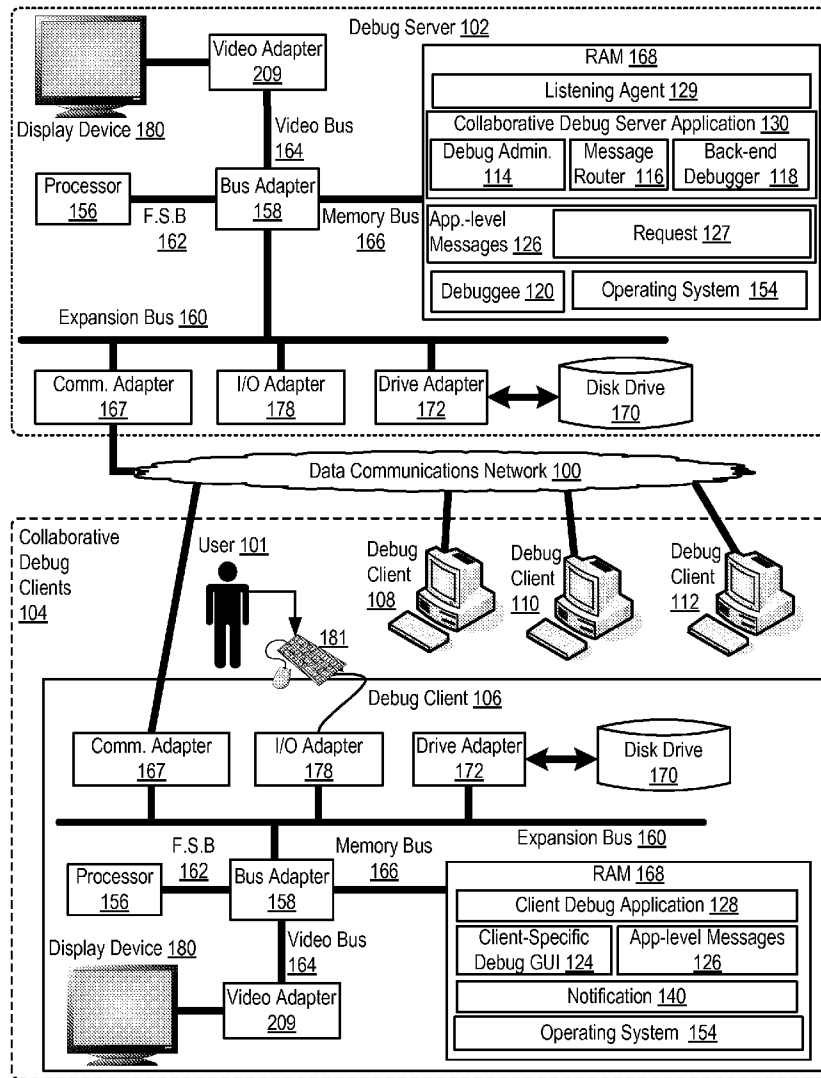 Debug Server 102
Video Adapter
209
Display Device 180
Video Bus
164
Processor
156
F.S.B
162
Bus Adapter
158
Memory Bus
166
RAM 168
Listening Agent 129
Collaborative Debug Server Application 130
Debug Admin.
114
Message
Router 116
Back-end
Debugger 118
App.-level
Messages 126
Request 127
Debuggee 120
Operating System 154
Expansion Bus 160
Comm. Adapter
167
I/O Adapter
178
Drive Adapter
172
Disk Drive
170
Data Communications Network 100
Collaborative
Debug
Clients
104
User 101
181
Debug
Client
108
Debug
Client
110
Debug
Client
112
Debug Client 106
Comm. Adapter
167
I/O Adapter
178
Drive Adapter
172
Disk Drive
170
Expansion Bus 160
F.S.B
162
Memory Bus
166
Processor
156
Bus Adapter
158
Video Bus
164
Display Device 180
Video Adapter
209
RAM 168
Client Debug Application 128
Client-Specific
Debug GUI 124
App-level Messages
126
Notification 140
Operating System 154